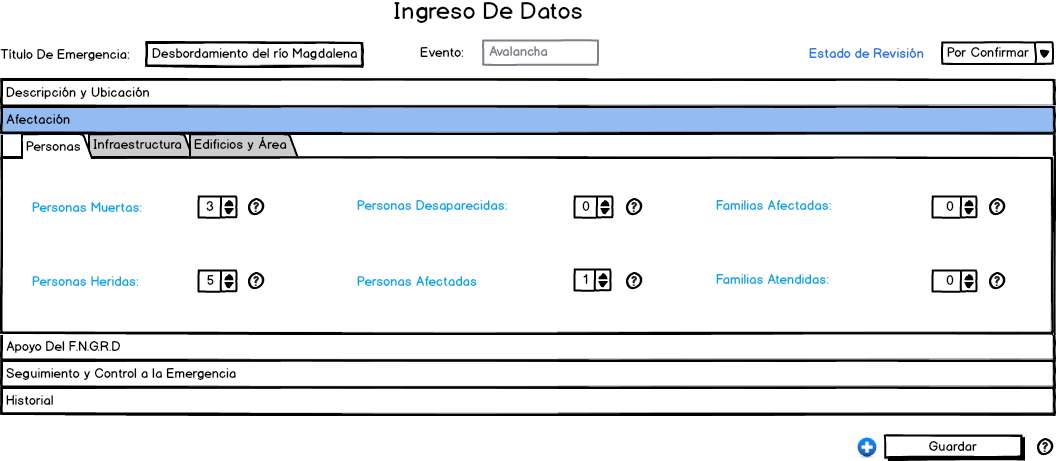 Ingreso De Datos
Título De Emergencia: Desbordamiento del río Magdalena Evento: Avalancha Estado de Revisión Por Confirmar
Descripción y Ubicación
Afectación
Personas Infraestructura Edificios y Área
Personas Muertas: 3 ? Personas Desaparecidas: 0 ? Familias Afectadas: 0 ?
Personas Heridas: 5 ? Personas Afectadas 1 ? Familias Atendidas: 0 ?
Apoyo Del F.N.G.R.D
Seguimiento y Control a la Emergencia
Historial
Guardar ?